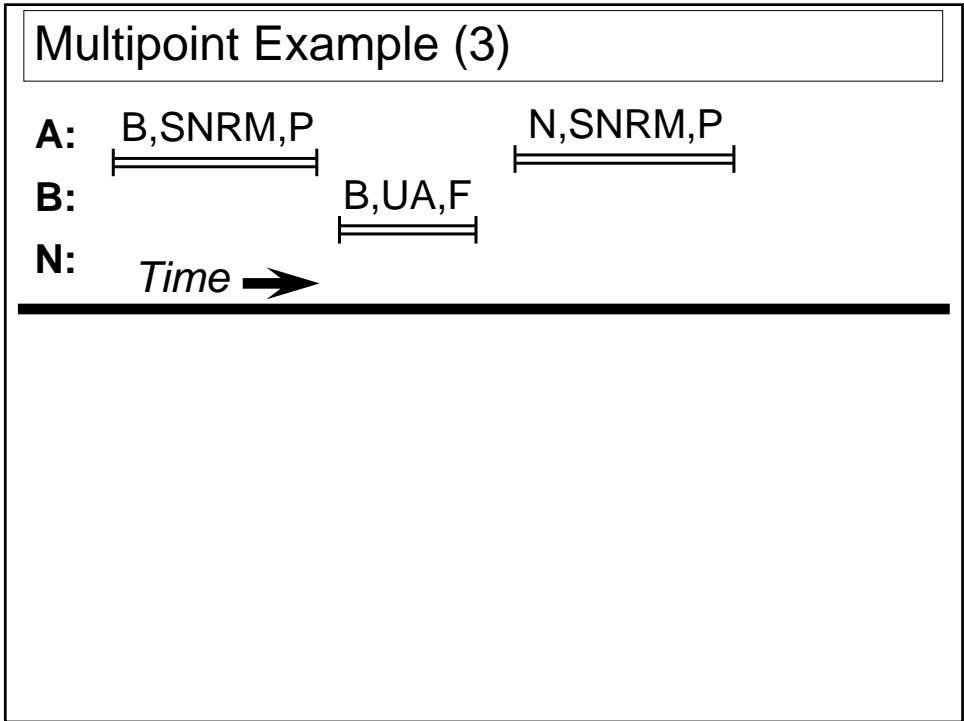 Multipoint Example (3)
A: B,SNRM,P N,SNRM,P
B: B,UA,F
N: Time